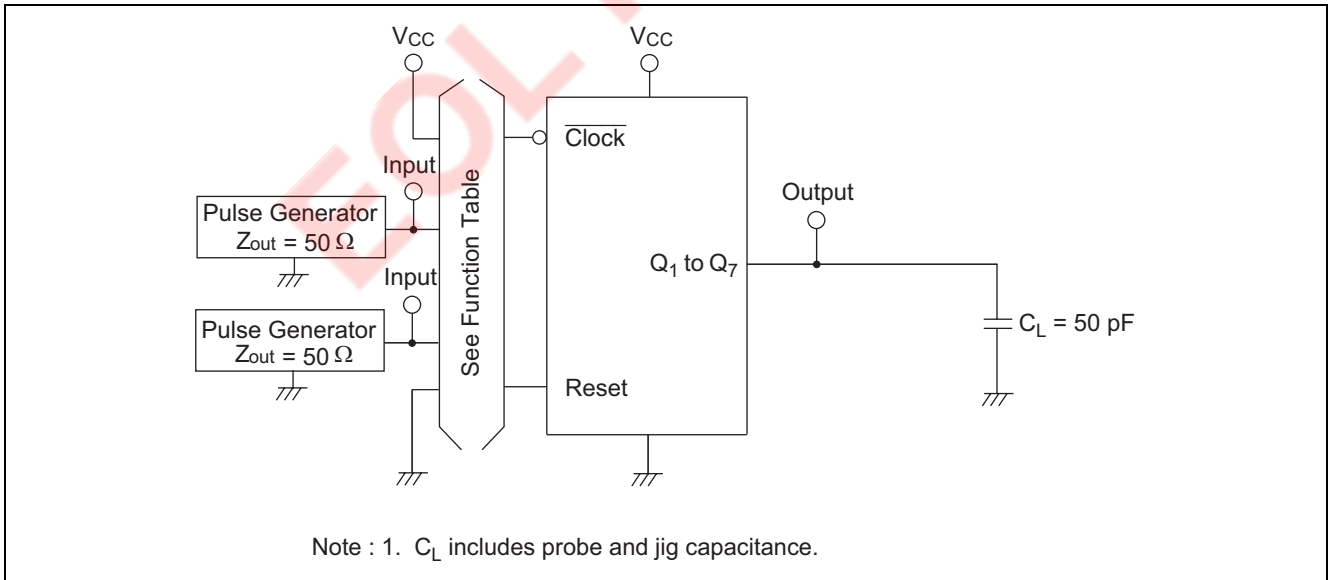 EOL
VCC
VCC
Clock
Input
Pulse Generator
Zout = 50 Ω
Input
Pulse Generator
Zout = 50 Ω
See Function Table
Output
Q1 to Q7
CL = 50 pF
Reset
Note : 1. CL includes probe and jig capacitance.